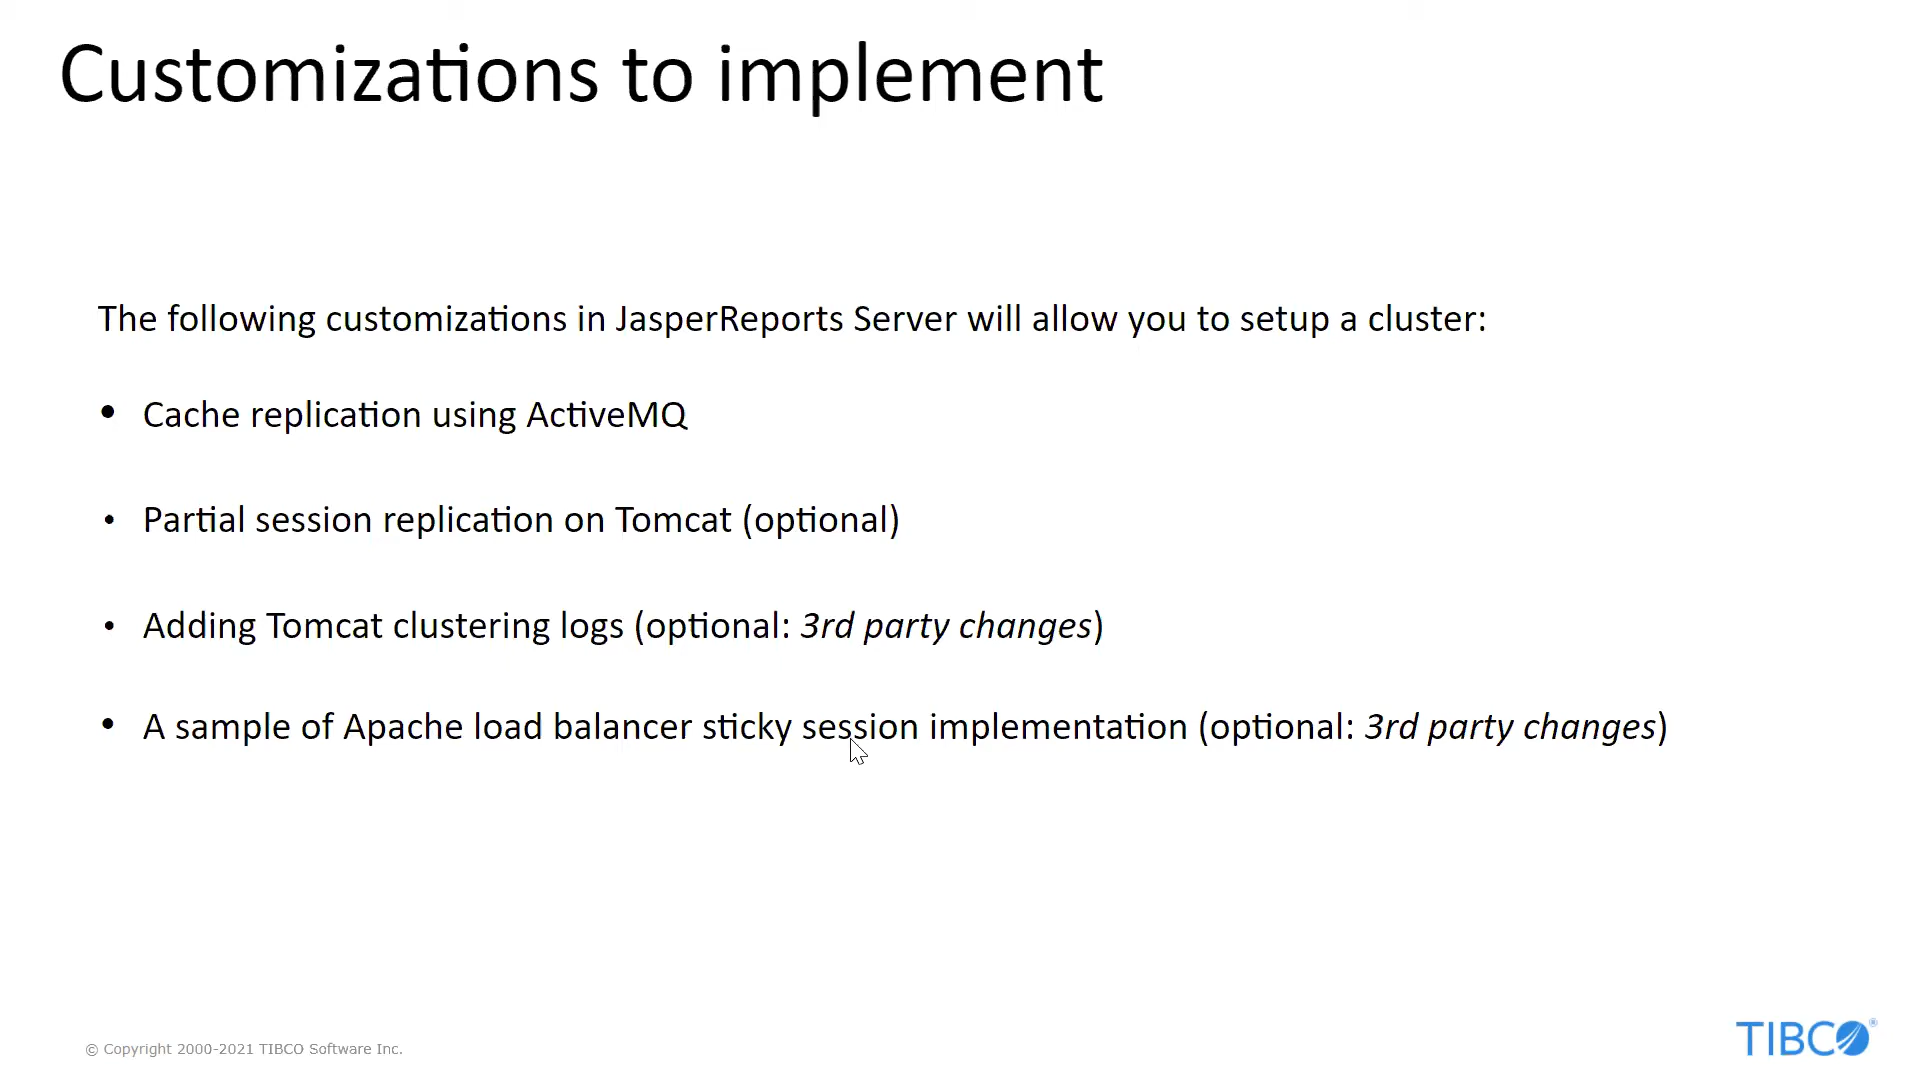 Customizations to implement
The following customizations in JasperReports Server will allow you to setup a cluster:
• Cache replication using ActiveMQ
• Partial session replication on Tomcat (optional)
• Adding Tomcat clustering logs (optional: 3rd party changes)
• A sample of Apache load balancer sticky session implementation (optional: 3rd party changes)
© Copyright 2000-2021 TIBCO Software Inc.
TIBCO®